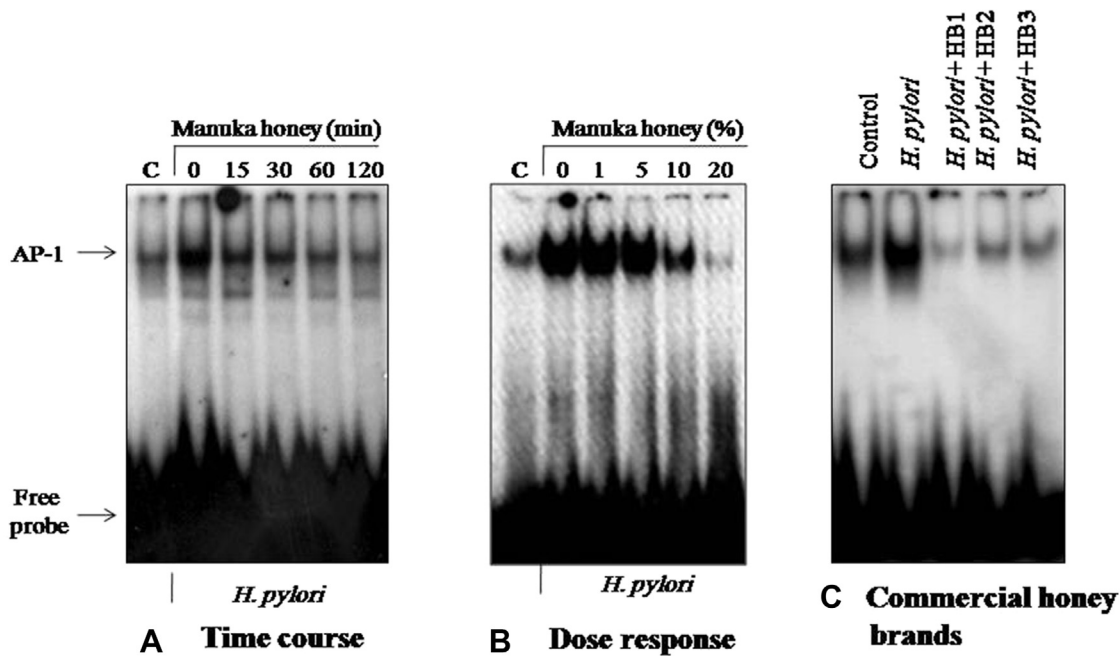 Manuka honey (min)
C 0 15 30 60 120
AP-1
Free
probe
H. pylori
A Time course
Manuka honey (%)
C 0 1 5 10 20
H. pylori
B Dose response
Control
H. pylori
H. pylori+HB1
H. pylori+HB2
H. pylori+HB3
C Commercial honey
brands